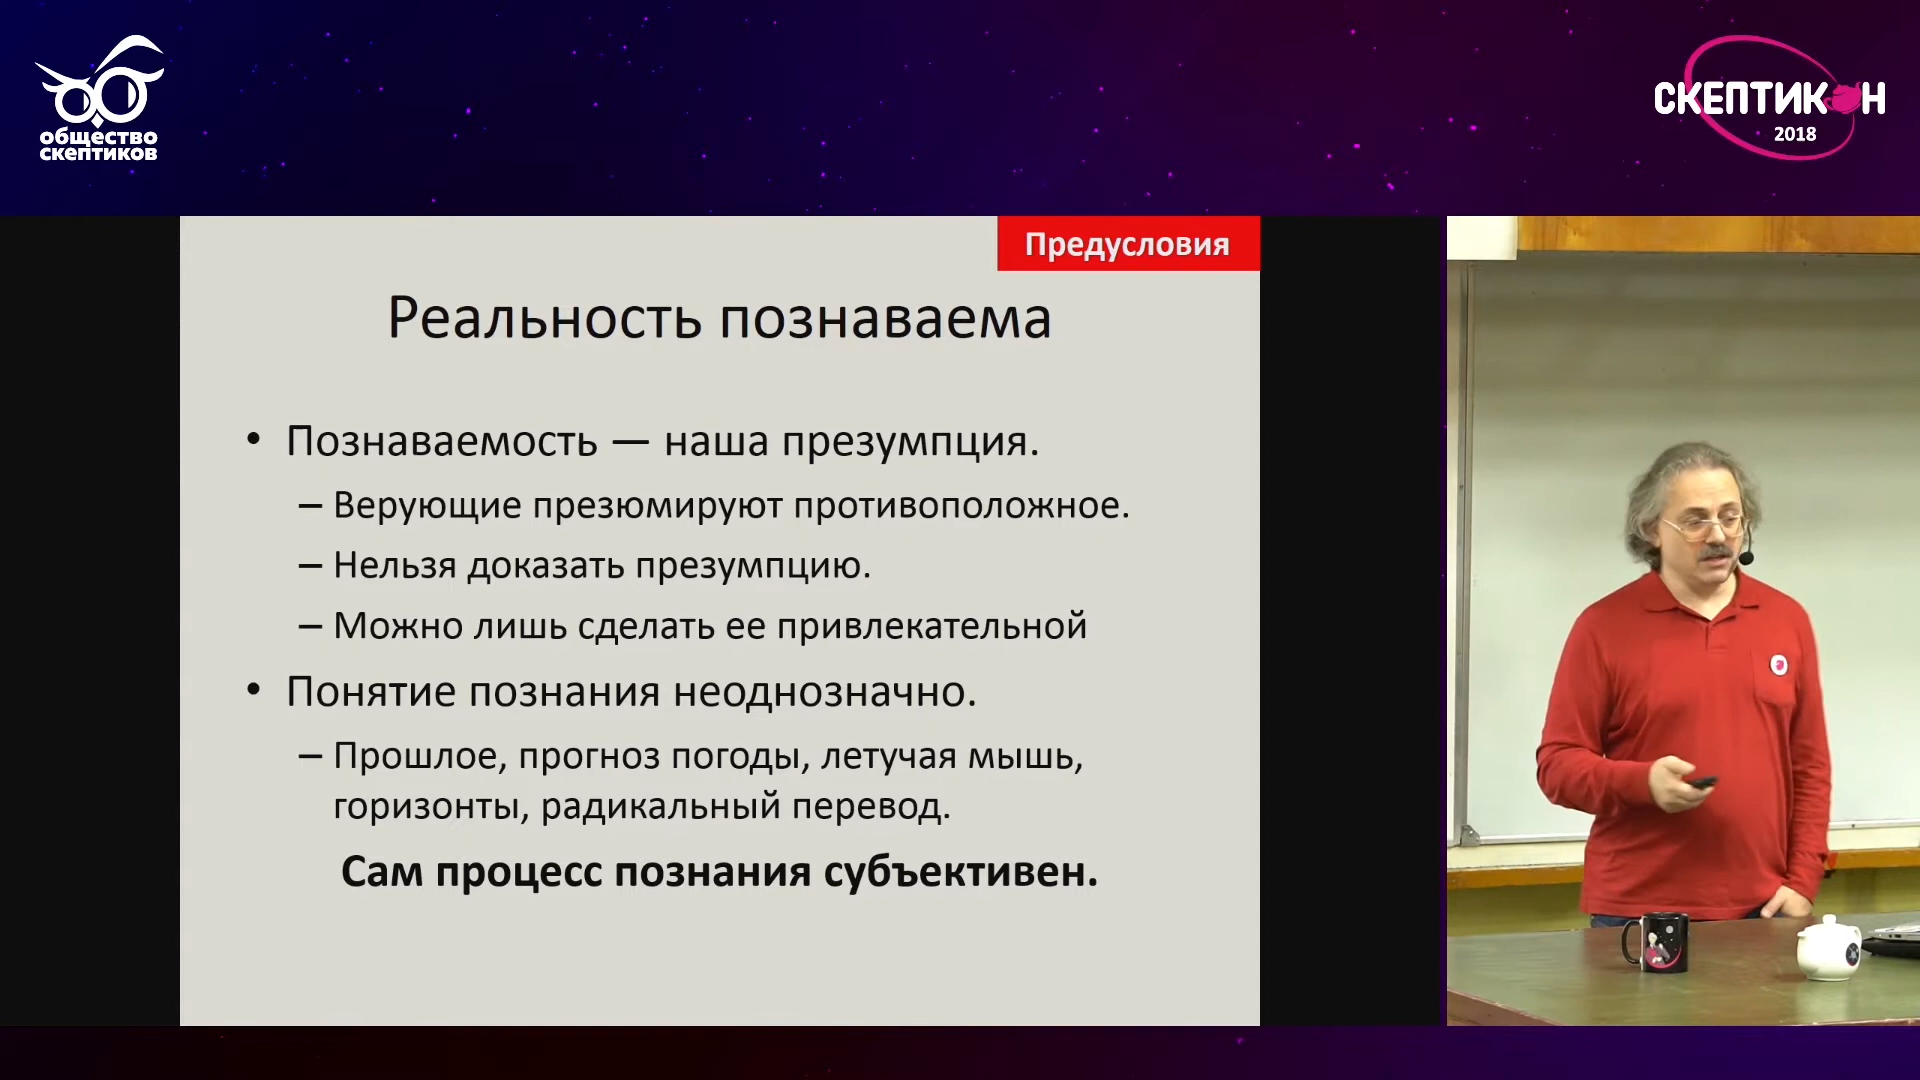 общество
скептиков
СКЕПТИКОН
2018
Предусловия
Реальность познаваема
• Познаваемость — наша презумпция.
– Верующие презюмируют противоположное.
– Нельзя доказать презумпцию.
– Можно лишь сделать ее привлекательной
• Понятие познания неоднозначно.
– Прошлое, прогноз погоды, летучая мышь,
горизонты, радикальный перевод.
Сам процесс познания субъективен.